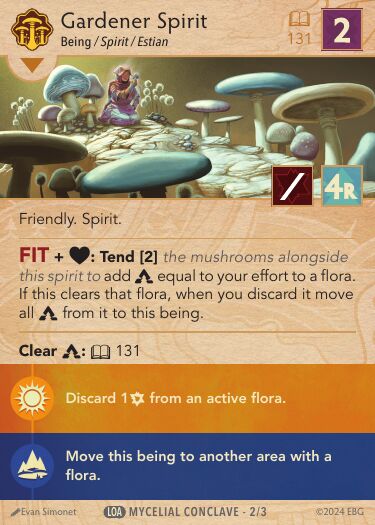 Gardener Spirit
Being / Spirit / Estian
131
2
4R
Friendly. Spirit.
FIT + : Tend [2] the mushrooms alongside
this spirit to add equal to your effort to a flora.
If this clears that flora, when you discard it move
all from it to this being.
Clear : 131
Discard 1 from an active flora.
Move this being to another area with a
flora.
Evan Simonet
LOA MYCELIAL CONCLAVE - 2/3
©2024 EBG